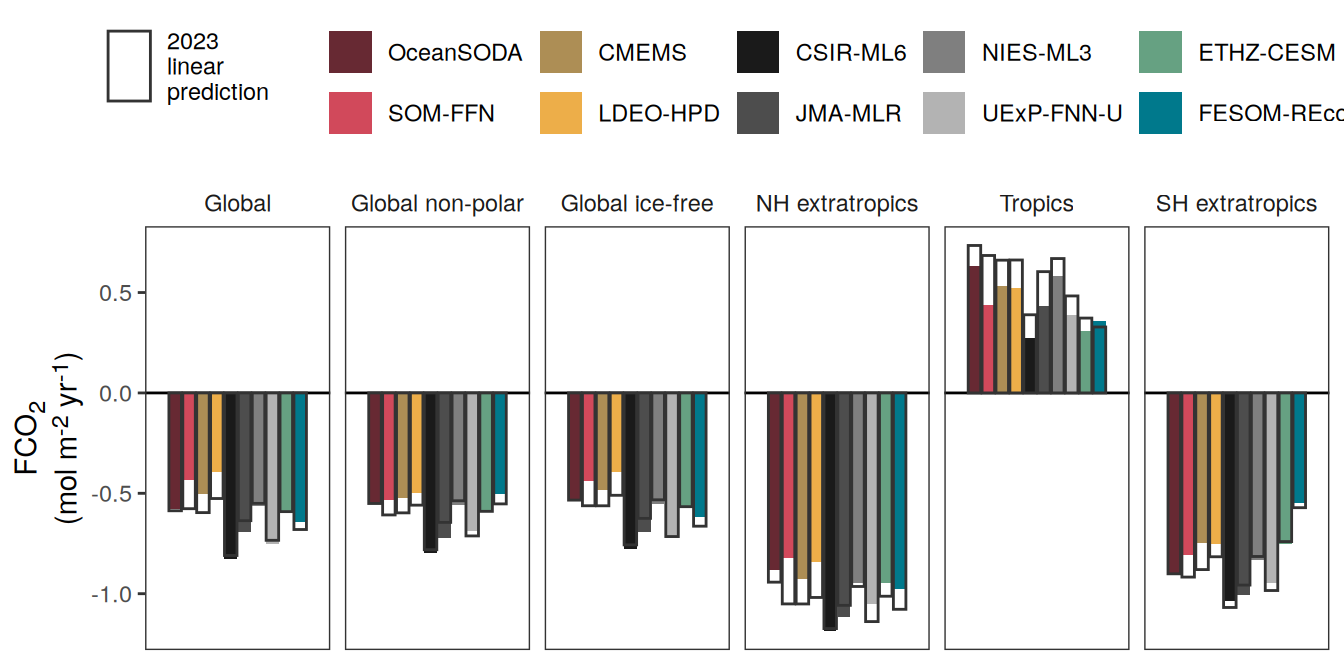 2023
linear
prediction
OceanSODA
CMEMS
CSIR-ML6
NIES-ML3
ETHZ-CESM
SOM-FFN
LDEO-HPD
JMA-MLR
UExP-FNN-U
FESOM-REcc
Global
Global non-polar
Global ice-free
NH extratropics
Tropics
SH extratropics
FCO₂
(mol m⁻² yr⁻¹)
0.5
0.0
-0.5
-1.0